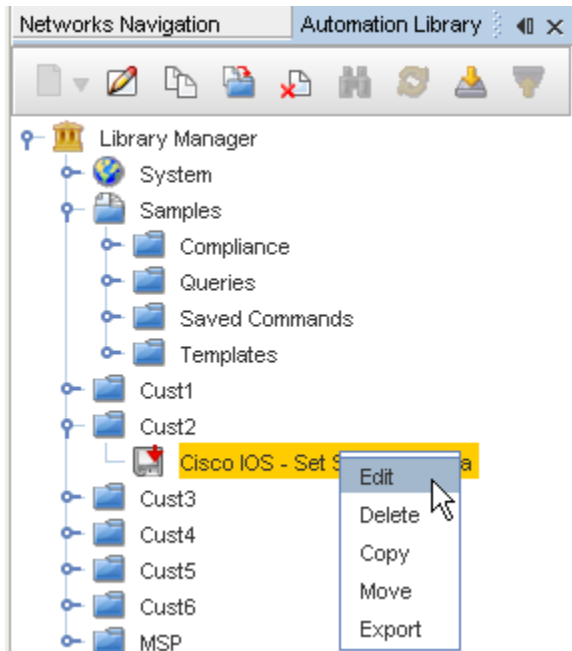 Networks Navigation
Automation Library
Library Manager
System
Samples
Compliance
Queries
Saved Commands
Templates
Cust1
Cust2
Cisco IOS - Set
Edit
Delete
Copy
Move
Export
Cust3
Cust4
Cust5
Cust6
MSP